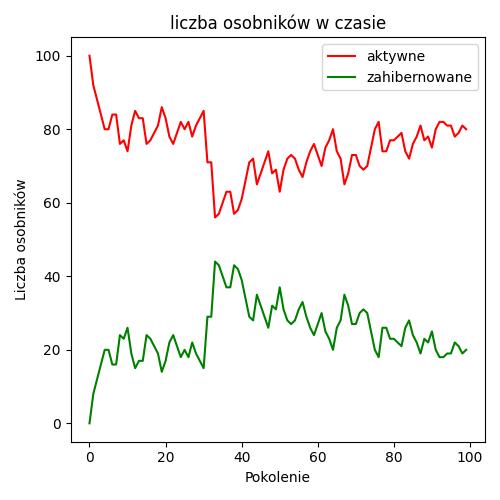 liczba osobników w czasie
aktywne
zahibernowane
Liczba osobników
100
80
60
40
20
0
0 20 40 60 80 100
Pokolenie